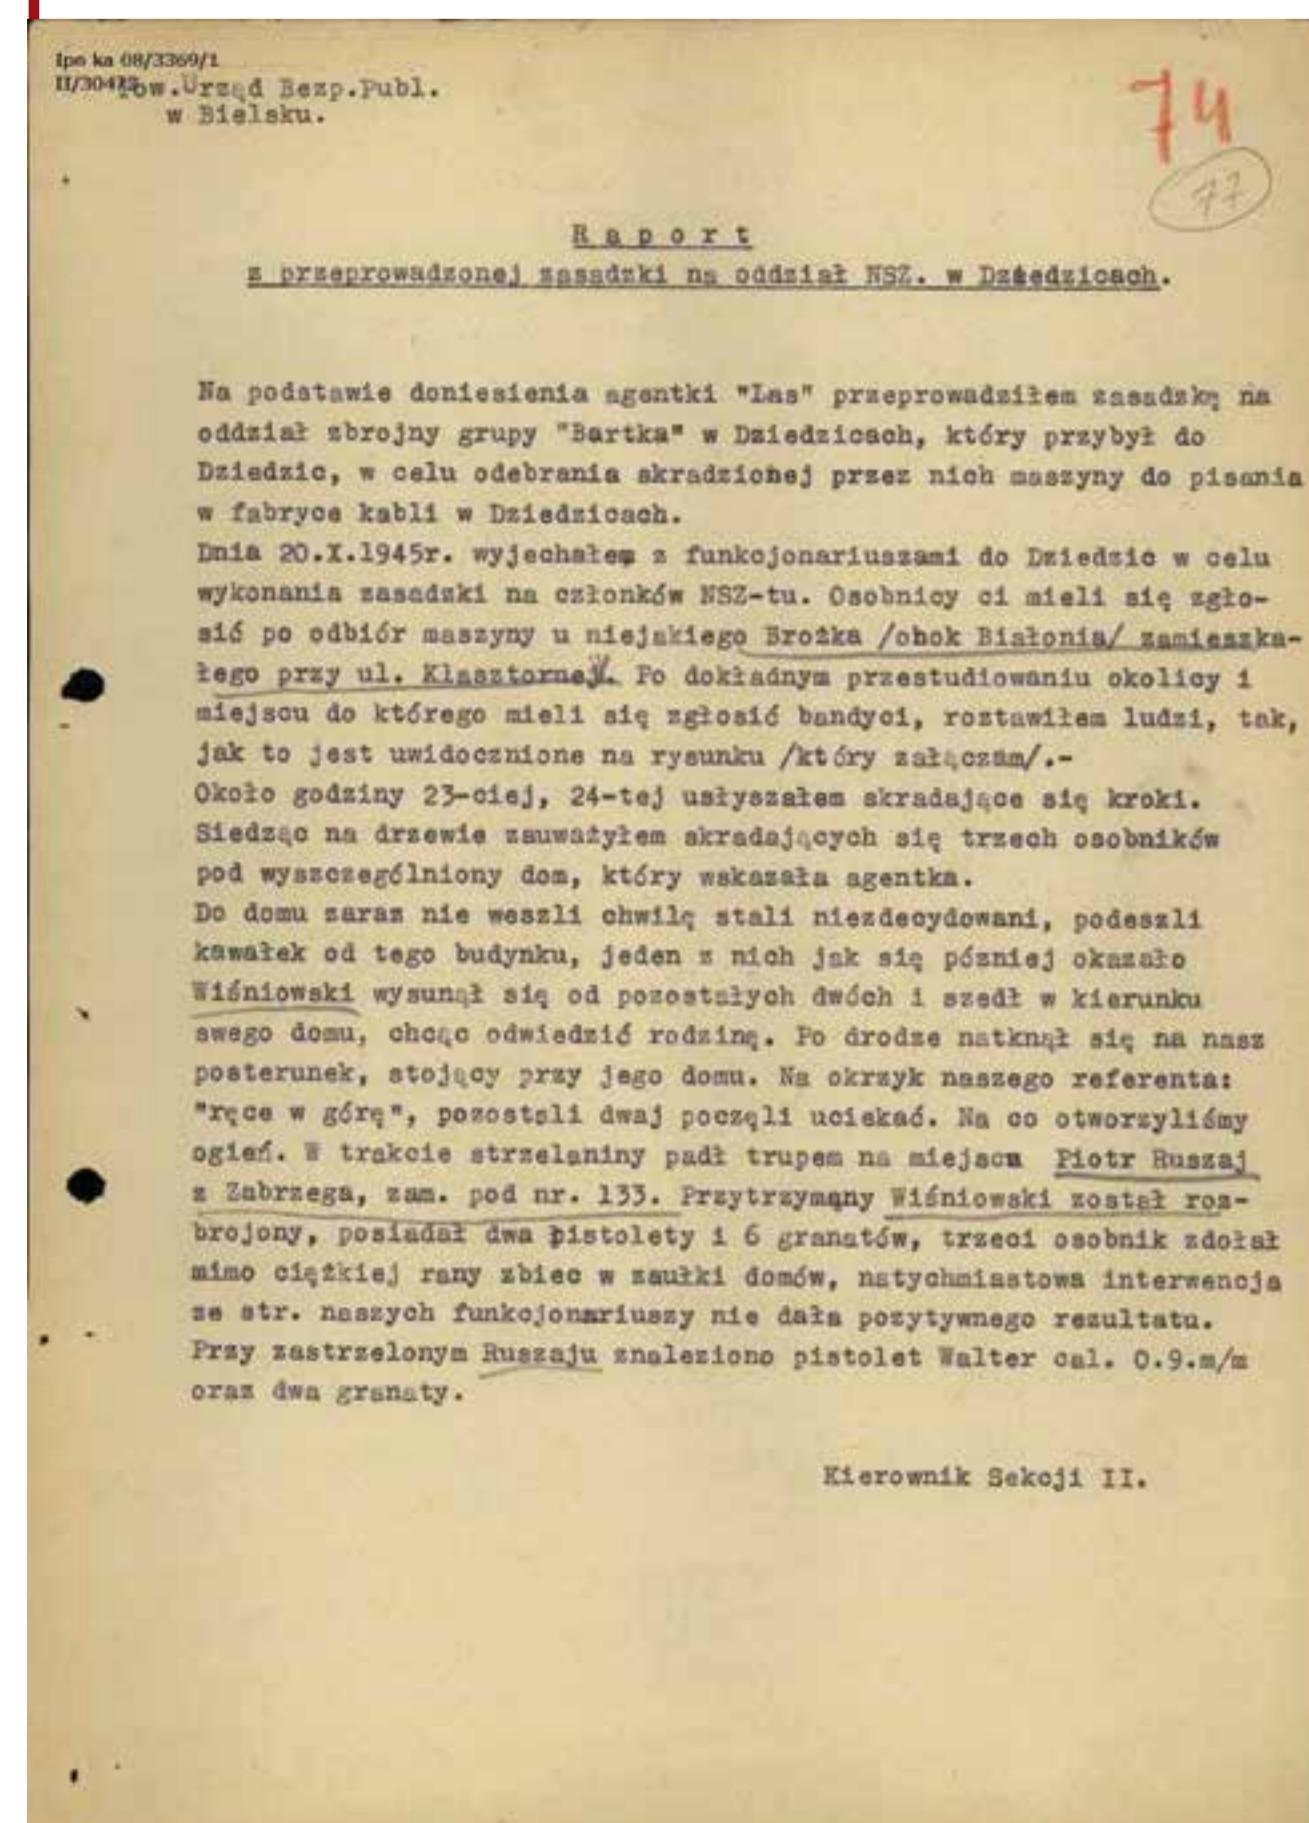 Ipn ka 08/3369/1
II/30473
Pow.Urząd Bezp.Publ.
w Bielsku.
74
77
R a p o r t
z przeprowadzonej zasadzki na oddział NSZ. w Dziedzicach.
Na podstawie doniesienia agentki "Las" przeprowadziłem zasadzkę na
oddział zbrojny grupy "Bartka" w Dziedzicach, który przybył do
Dziedzic, w celu odebrania skradzionej przez nich maszyny do pisania
w fabryce kabli w Dziedzicach.
Dnia 20.X.1945r. wyjechałem z funkcjonariuszami do Dziedzic w celu
wykonania zasadzki na członków NSZ-tu. Osobnicy ci mieli się zgło-
sić po odbiór maszyny u niejakiego Brożka /obok Białonia/ zamieszka-
łego przy ul. Klasztornej. Po dokładnym przestudiowaniu okolicy i
miejscu do którego mieli się zgłosić bandyci, rostawiłem ludzi, tak,
jak to jest uwidocznione na rysunku /który załączam/.-
Około godziny 23-ciej, 24-tej usłyszałem skradające się kroki.
Siedząc na drzewie zauważyłem skradających się trzech osobników
pod wyszczególniony dom, który wskazała agentka.
Do domu zaraz nie weszli chwilę stali niezdecydowani, podeszli
kawałek od tego budynku, jeden z nich jak się pózniej okazało
Wiśniowski wysunął się od pozostałych dwóch i szedł w kierunku
swego domu, chcąc odwiedzić rodzinę. Po drodze natknął się na nasz
posterunek, stojący przy jego domu. Na okrzyk naszego referenta:
"ręce w górę", pozostali dwaj poczęli uciekać. Na co otworzyliśmy
ogień. W trakcie strzelaniny padł trupem na miejscu Piotr Ruszaj
z Zabrzega, zam. pod nr. 133. Przytrzymany Wiśniowski został roz-
brojony, posiadał dwa pistolety i 6 granatów, trzeci osobnik zdołał
mimo ciężkiej rany zbiec w zaułki domów, natychmiastowa interwencja
ze str. naszych funkcjonariuszy nie dała pozytywnego rezultatu.
Przy zastrzelonym Ruszaju znaleziono pistolet Walter cal. 0.9.m/m
oraz dwa granaty.
Kierownik Sekcji II.